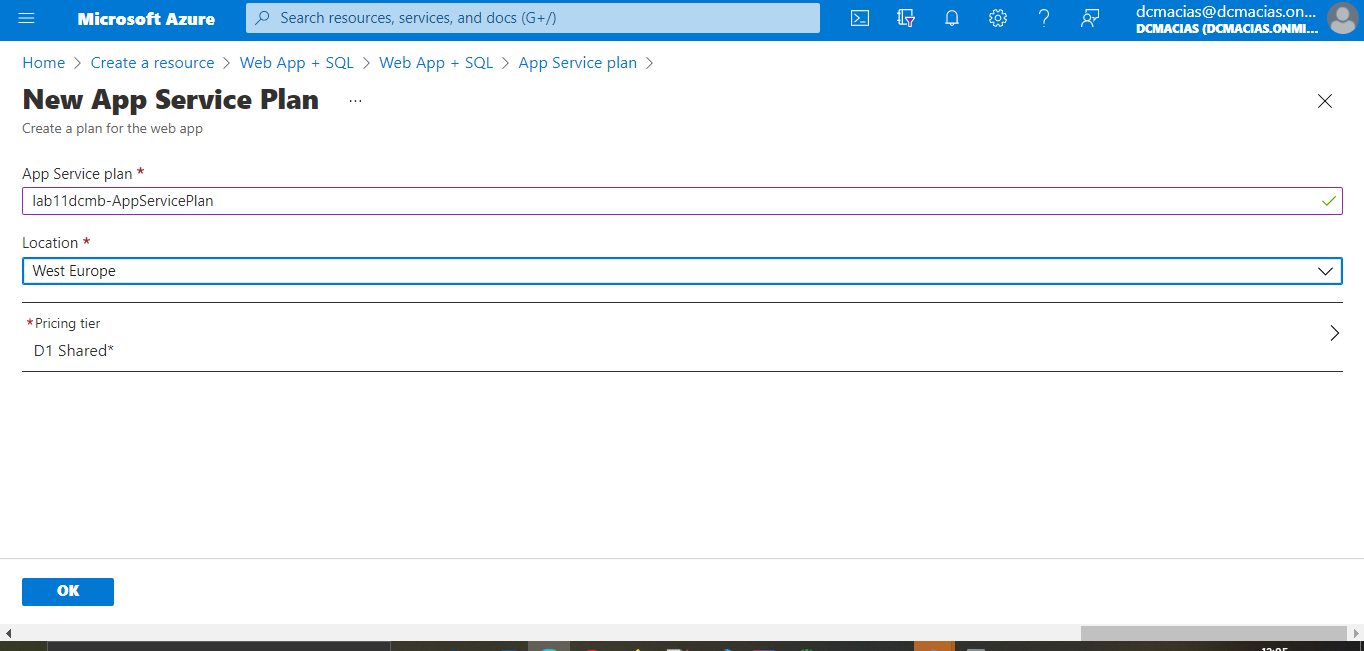 Microsoft Azure
Search resources, services, and docs (G+/)
dcmacias@dcmacias.on...
DCMACIAS (DCMACIAS.ONMI...
Home > Create a resource > Web App + SQL > Web App + SQL > App Service plan >
New App Service Plan ...
Create a plan for the web app
App Service plan *
lab11dcmb-AppServicePlan
Location *
West Europe
*Pricing tier
D1 Shared*
OK